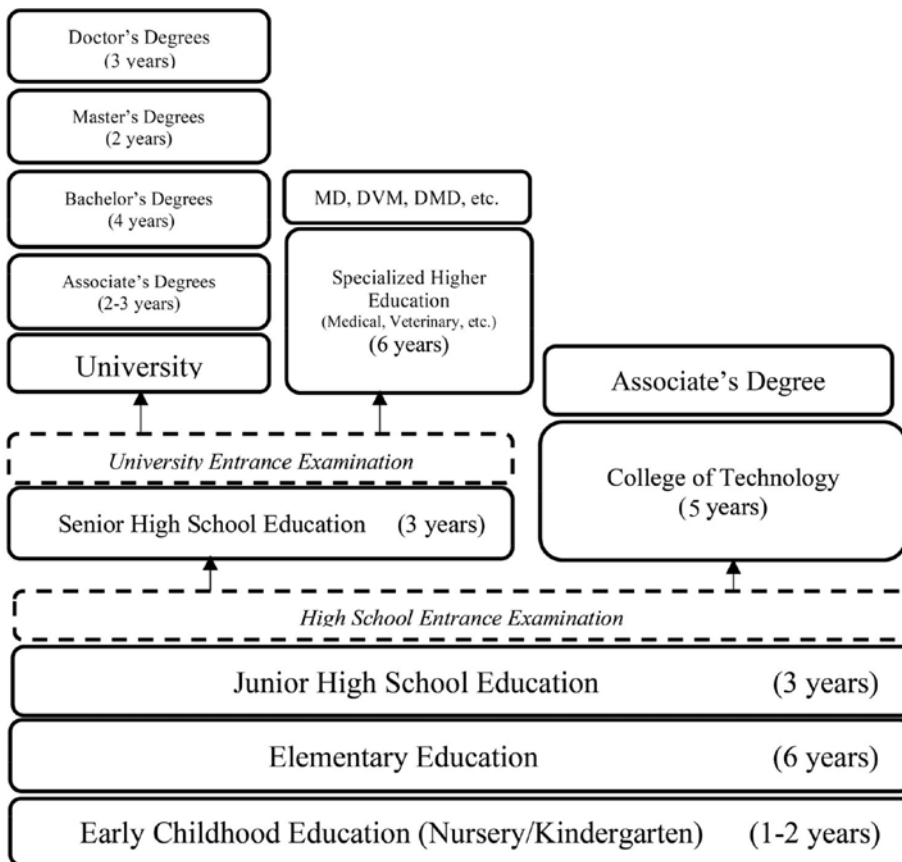 Doctor's Degrees
(3 years)
Master's Degrees
(2 years)
Bachelor's Degrees
(4 years)
Associate's Degrees
(2-3 years)
University
MD, DVM, DMD, etc.
Specialized Higher
Education
(Medical, Veterinary, etc.)
(6 years)
Associate's Degree
College of Technology
(5 years)
University Entrance Examination
Senior High School Education (3 years)
High School Entrance Examination
Junior High School Education (3 years)
Elementary Education (6 years)
Early Childhood Education (Nursery/Kindergarten) (1-2 years)